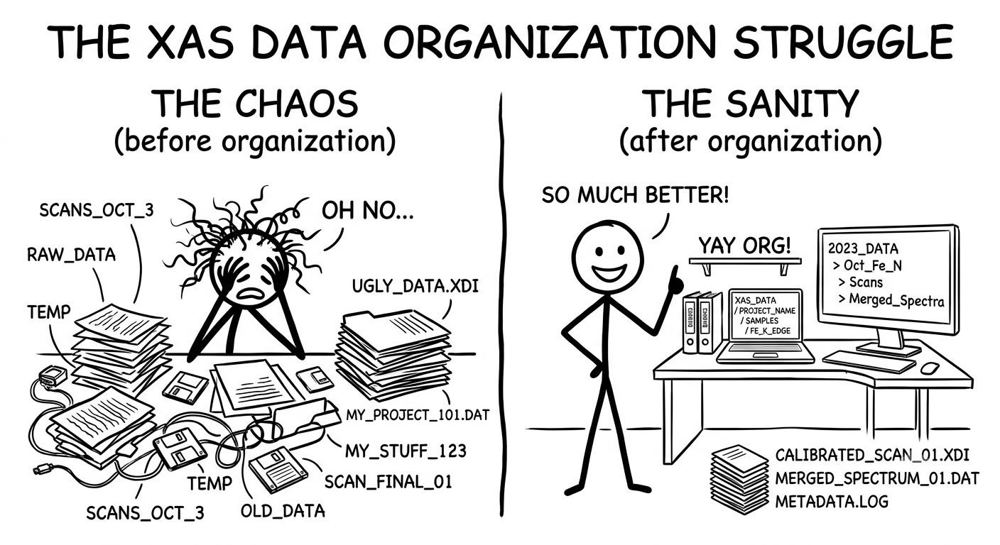 THE XAS DATA ORGANIZATION STRUGGLE
THE CHAOS
(before organization)
SCANS_OCT_3
OH NO...
RAW_DATA
UGLY_DATA.XDI
TEMP
MY_PROJECT_101.DAT
MY_STUFF_123
TEMP
SCAN_FINAL_01
SCANS_OCT_3
OLD_DATA
THE SANITY
(after organization)
SO MUCH BETTER!
YAY ORG!
2023_DATA
> Oct_Fe_N
> Scans
> Merged_Spectra
XAS_DATA
/ PROJECT_NAME
/ SAMPLES
/ FE_K_EDGE
CALIBRATED_SCAN_01.XDI
MERGED_SPECTRUM_01.DAT
METADATA.LOG